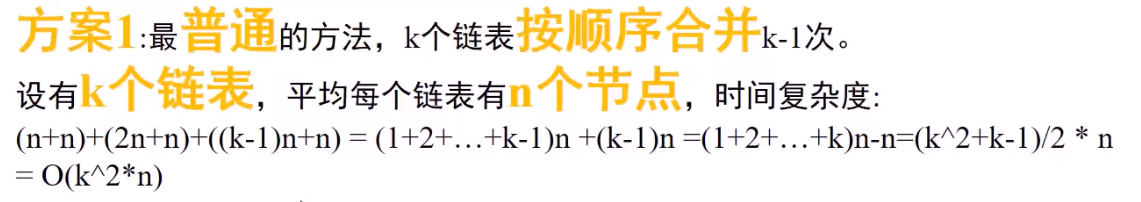 方案1:最普通的方法，k个链表按顺序合并k-1次。
设有k个链表，平均每个链表有n个节点，时间复杂度:
(n+n)+(2n+n)+((k-1)n+n) = (1+2+…+k-1)n +(k-1)n =(1+2+…+k)n-n=(k^2+k-1)/2 * n
= O(k^2*n)